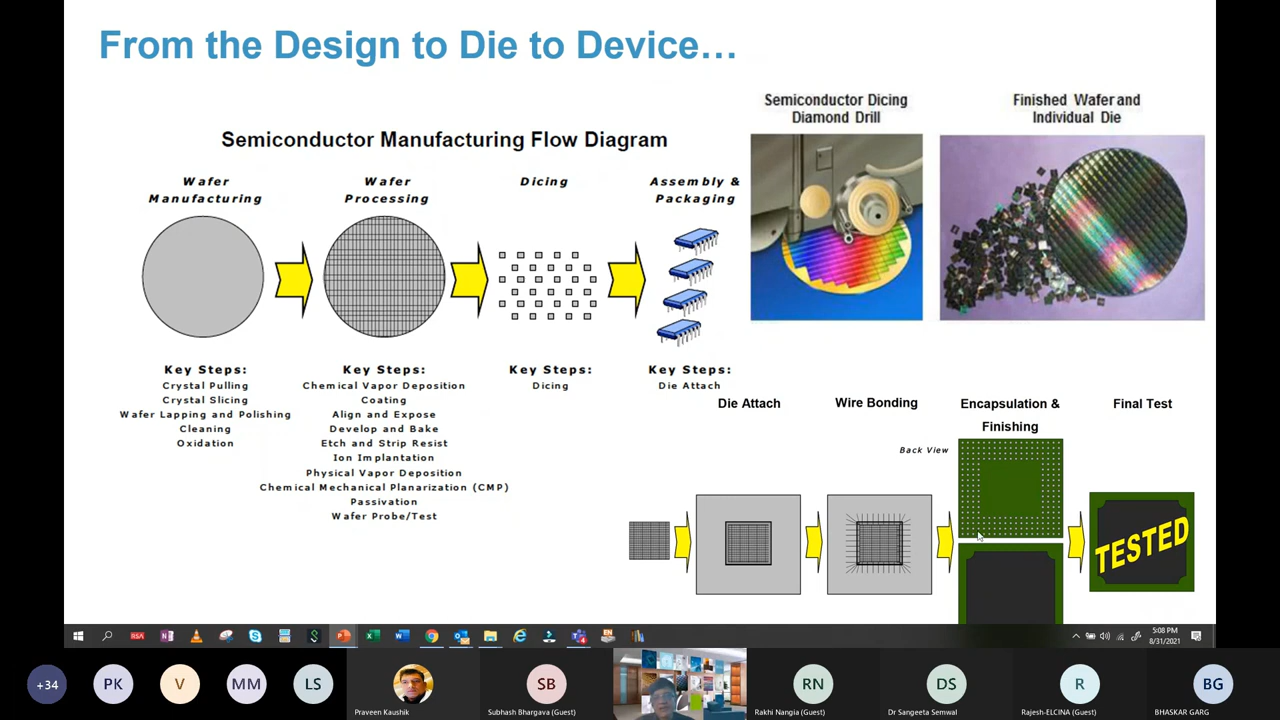 From the Design to Die to Device…
Semiconductor Dicing
Diamond Drill
Finished Wafer and
Individual Die
Semiconductor Manufacturing Flow Diagram
Wafer
Manufacturing
Wafer
Processing
Dicing
Assembly &
Packaging
Key Steps:
Crystal Pulling
Crystal Slicing
Wafer Lapping and Polishing
Cleaning
Oxidation
Key Steps:
Chemical Vapor Deposition
Coating
Align and Expose
Develop and Bake
Etch and Strip Resist
Ion Implantation
Physical Vapor Deposition
Chemical Mechanical Planarization (CMP)
Passivation
Wafer Probe/Test
Key Steps:
Dicing
Key Steps:
Die Attach
Die Attach
Wire Bonding
Encapsulation &
Finishing
Final Test
Back View
TESTED
RSA
EN
5:08 PM
8/31/2021
+34
PK
V
MM
LS
Praveen Kaushik
SB
Subhash Bhargava (Guest)
RN
Rakhi Nangia (Guest)
DS
Dr Sangeeta Semwal
R
Rajesh-ELCINA (Guest)
BG
BHASKAR GARG